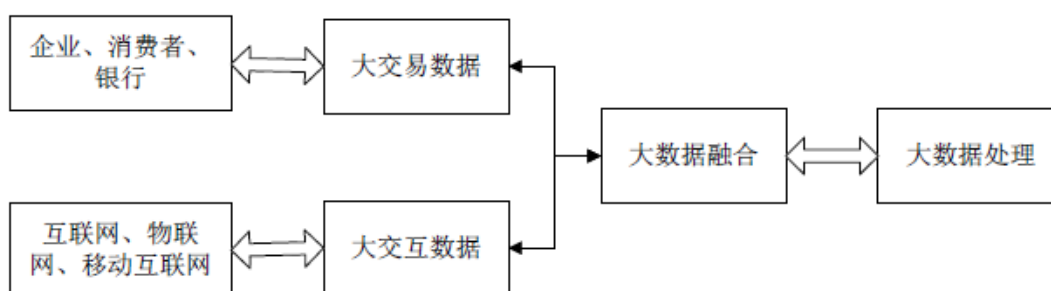 企业、消费者、
银行
大交易数据
大数据融合
大数据处理
互联网、物联
网、移动互联网
大交互数据